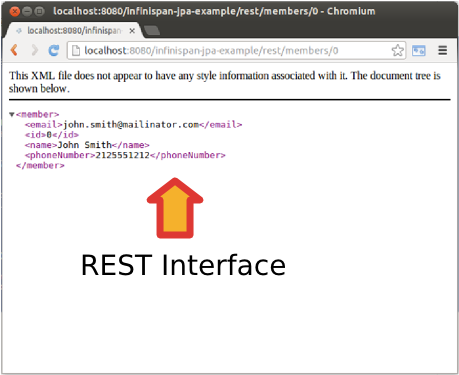 localhost:8080/infinispan-jpa-example/rest/members/0 - Chromium
localhost:8080/infinispan
localhost:8080/infinispan-jpa-example/rest/members/0
This XML file does not appear to have any style information associated with it. The document tree is
shown below.
<member>
<email>john.smith@mailinator.com</email>
<id>0</id>
<name>John Smith</name>
<phoneNumber>2125551212</phoneNumber>
</member>
REST Interface